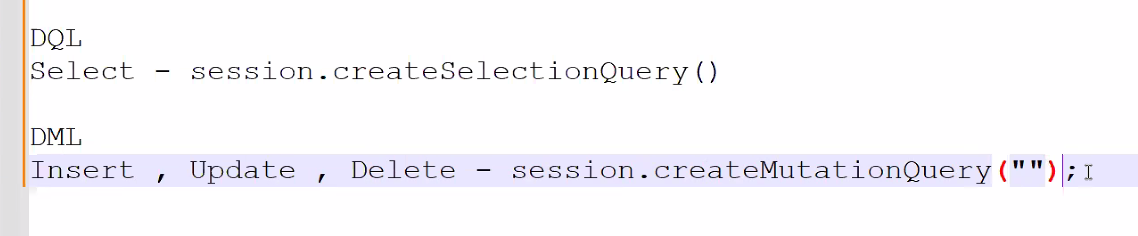 DQL
Select - session.createSelectionQuery()
DML
Insert , Update , Delete - session.createMutationQuery("");